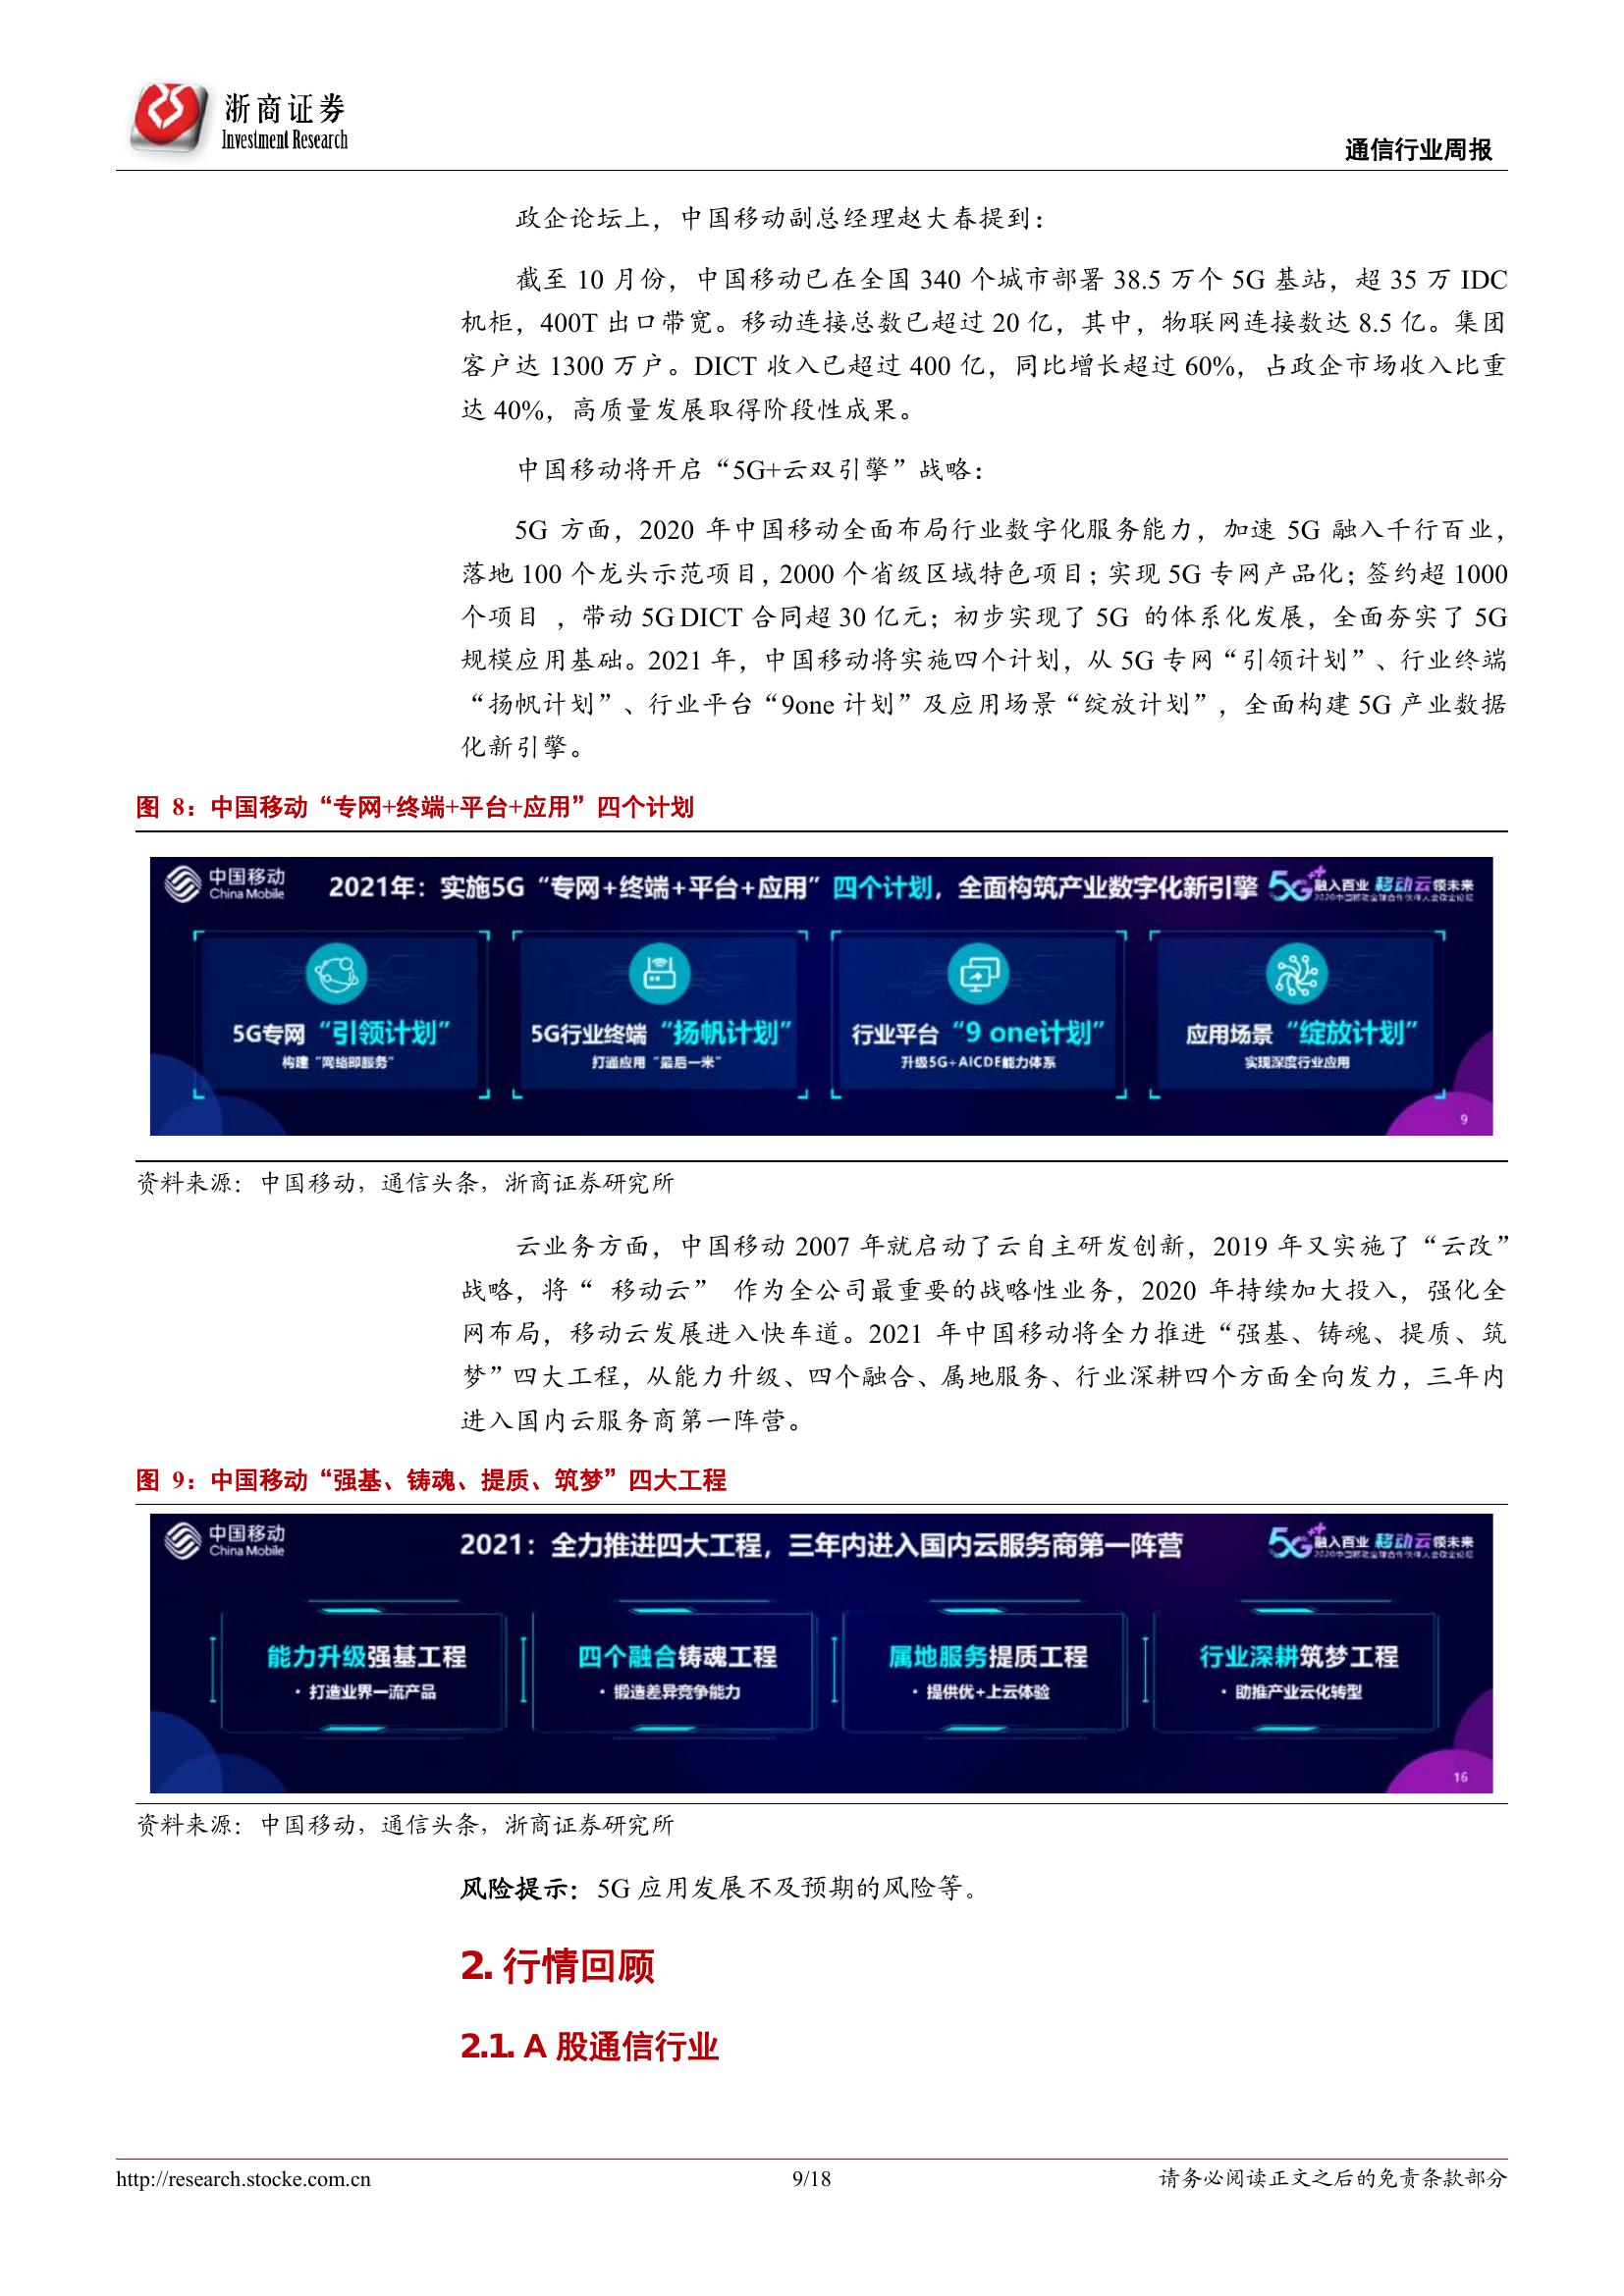 浙商证券
Investment Research
通信行业周报
政企论坛上，中国移动副总经理赵大春提到：
截至 10 月份，中国移动已在全国 340 个城市部署 38.5 万个 5G 基站，超 35 万 IDC
机柜，400T 出口带宽。移动连接总数已超过 20 亿，其中，物联网连接数达 8.5 亿。集团
客户达 1300 万户。DICT 收入已超过 400 亿，同比增长超过 60%，占政企市场收入比重
达 40%，高质量发展取得阶段性成果。
中国移动将开启“5G+云双引擎”战略：
5G 方面，2020 年中国移动全面布局行业数字化服务能力，加速 5G 融入千行百业，
落地 100 个龙头示范项目，2000 个省级区域特色项目；实现 5G 专网产品化；签约超 1000
个项目 ，带动 5G DICT 合同超 30 亿元；初步实现了 5G 的体系化发展，全面夯实了 5G
规模应用基础。2021 年，中国移动将实施四个计划，从 5G 专网“引领计划”、行业终端
“扬帆计划”、行业平台“9one 计划”及应用场景“绽放计划”，全面构建 5G 产业数据
化新引擎。
图 8：中国移动“专网+终端+平台+应用”四个计划
中国移动
China Mobile
2021年：实施5G“专网+终端+平台+应用”四个计划，全面构筑产业数字化新引擎
5G++融入百业 移动云领未来
2020中国移动全球合作伙伴大会政企论坛
5G专网“引领计划”
构建“网络即服务”
5G行业终端“扬帆计划”
打通应用“最后一米”
行业平台“9 one计划”
升级5G+AICDE能力体系
应用场景“绽放计划”
实现深度行业应用
9
资料来源：中国移动，通信头条，浙商证券研究所
云业务方面，中国移动 2007 年就启动了云自主研发创新，2019 年又实施了“云改”
战略，将“ 移动云” 作为全公司最重要的战略性业务，2020 年持续加大投入，强化全
网布局，移动云发展进入快车道。2021 年中国移动将全力推进“强基、铸魂、提质、筑
梦”四大工程，从能力升级、四个融合、属地服务、行业深耕四个方面全向发力，三年内
进入国内云服务商第一阵营。
图 9：中国移动“强基、铸魂、提质、筑梦”四大工程
中国移动
China Mobile
2021：全力推进四大工程，三年内进入国内云服务商第一阵营
5G++融入百业 移动云领未来
2020中国移动全球合作伙伴大会政企论坛
能力升级强基工程
· 打造业界一流产品
四个融合铸魂工程
· 锻造差异竞争能力
属地服务提质工程
· 提供优+上云体验
行业深耕筑梦工程
· 助推产业云化转型
16
资料来源：中国移动，通信头条，浙商证券研究所
风险提示：5G 应用发展不及预期的风险等。
2. 行情回顾
2.1. A 股通信行业
http://research.stocke.com.cn
9/18
请务必阅读正文之后的免责条款部分